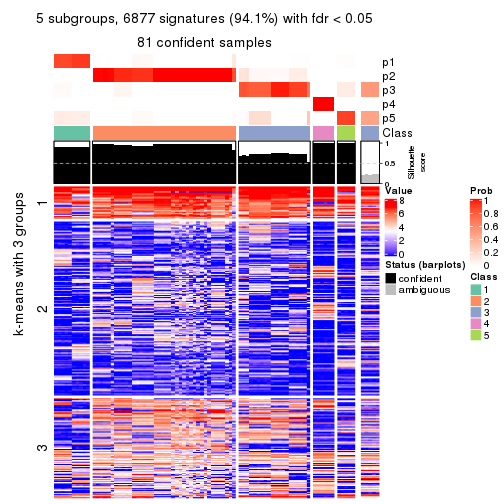 5 subgroups, 6877 signatures (94.1%) with fdr < 0.05
81 confident samples
p1
p2
p3
p4
p5
Class
1
0.5
0
Silhouette
score
k-means with 3 groups
1
2
3
Value
8
6
4
2
0
Status (barplots)
confident
ambiguous
Prob
1
0.8
0.6
0.4
0.2
0
Class
1
2
3
4
5